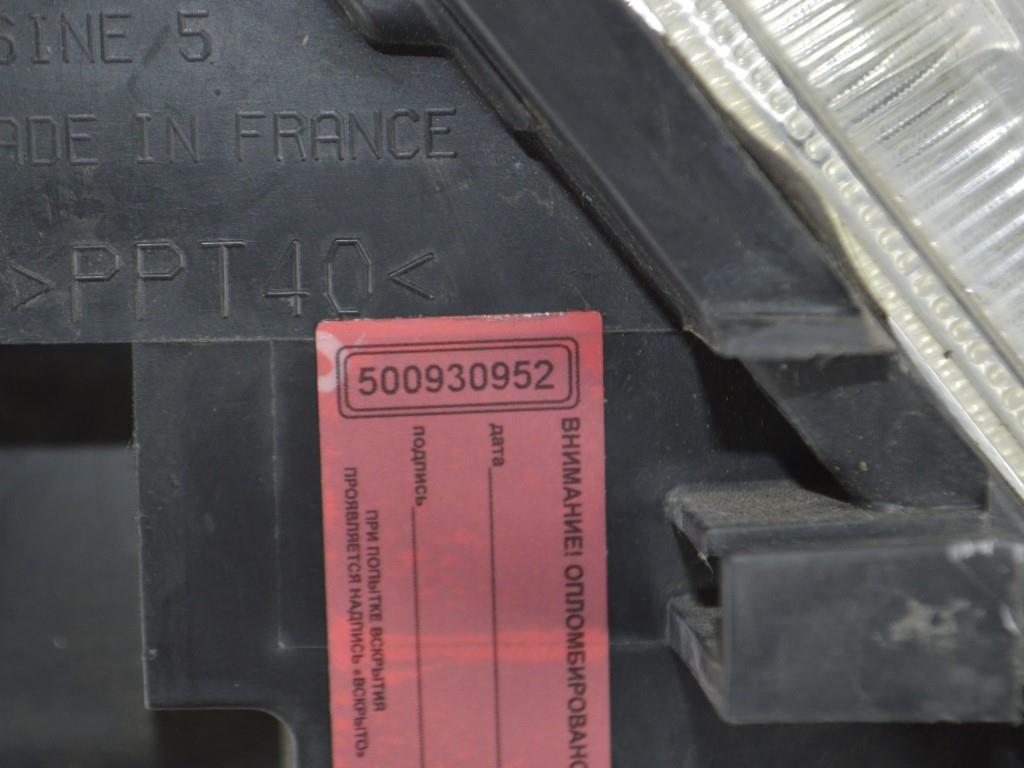 SINE 5
ADE IN FRANCE
>PPT40<
500930952
ВНИМАНИЕ! ОПЛОМБИРОВАНО
дата
подпись
ПРИ ПОПЫТКЕ ВСКРЫТИЯ
ПРОЯВЛЯЕТСЯ НАДПИСЬ «ВСКРЫТО»